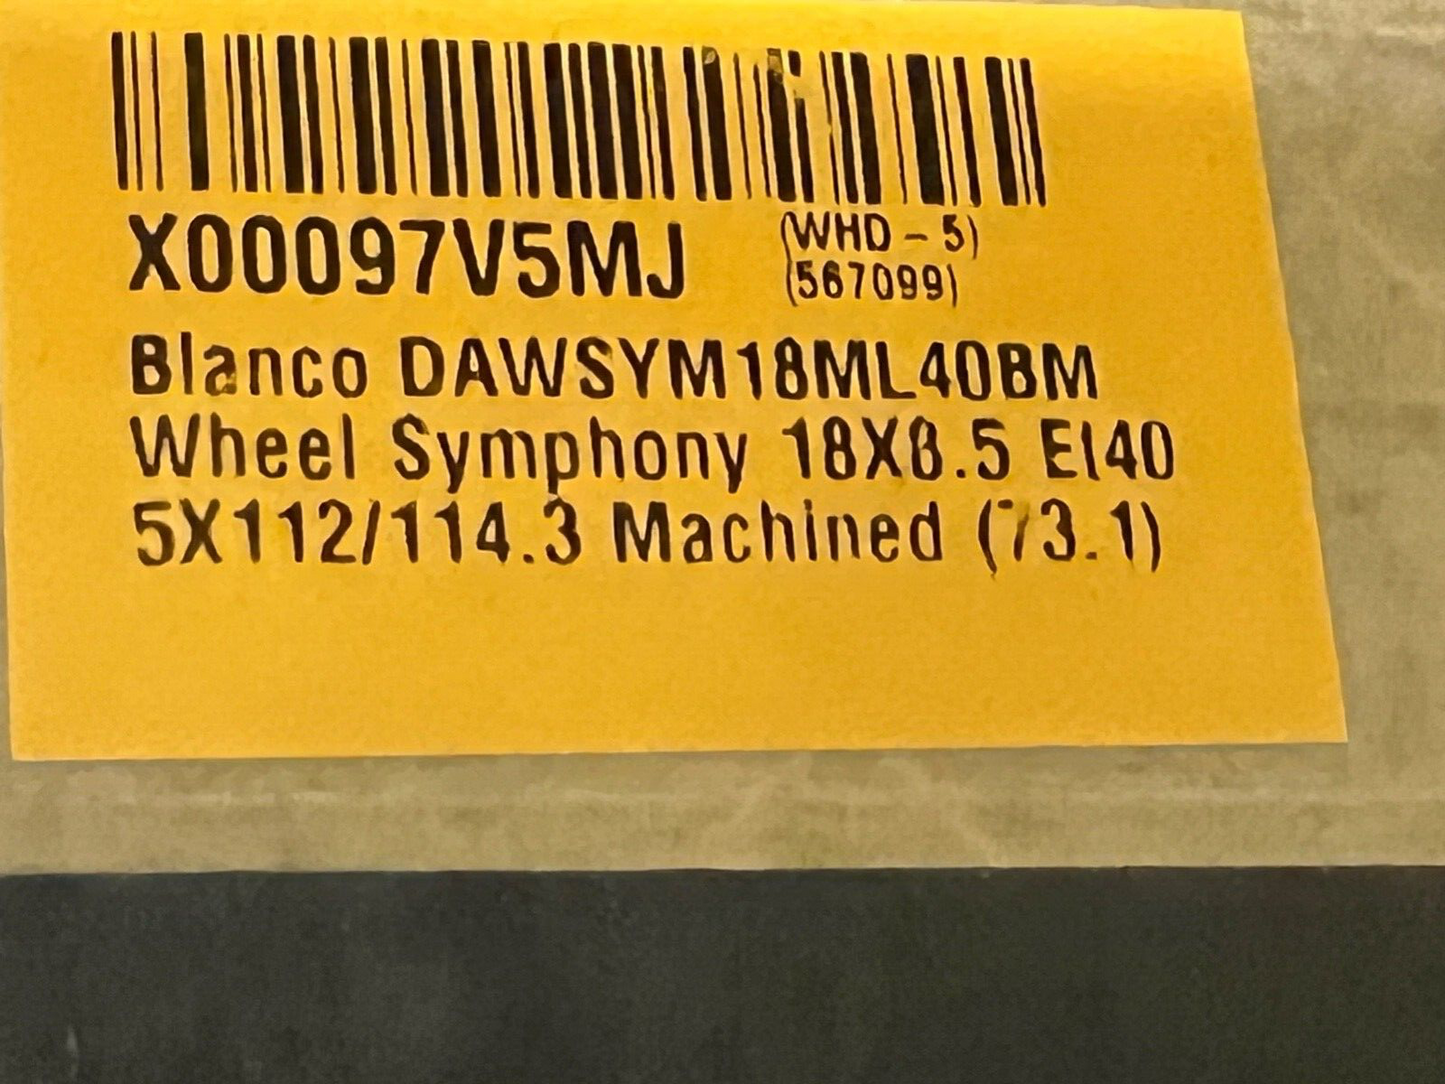 X00097V5MJ
(WHD - 5)
(567099)
Blanco DAWSYM18ML40BM
Wheel Symphony 18X8.5 E140
5X112/114.3 Machined (73.1)